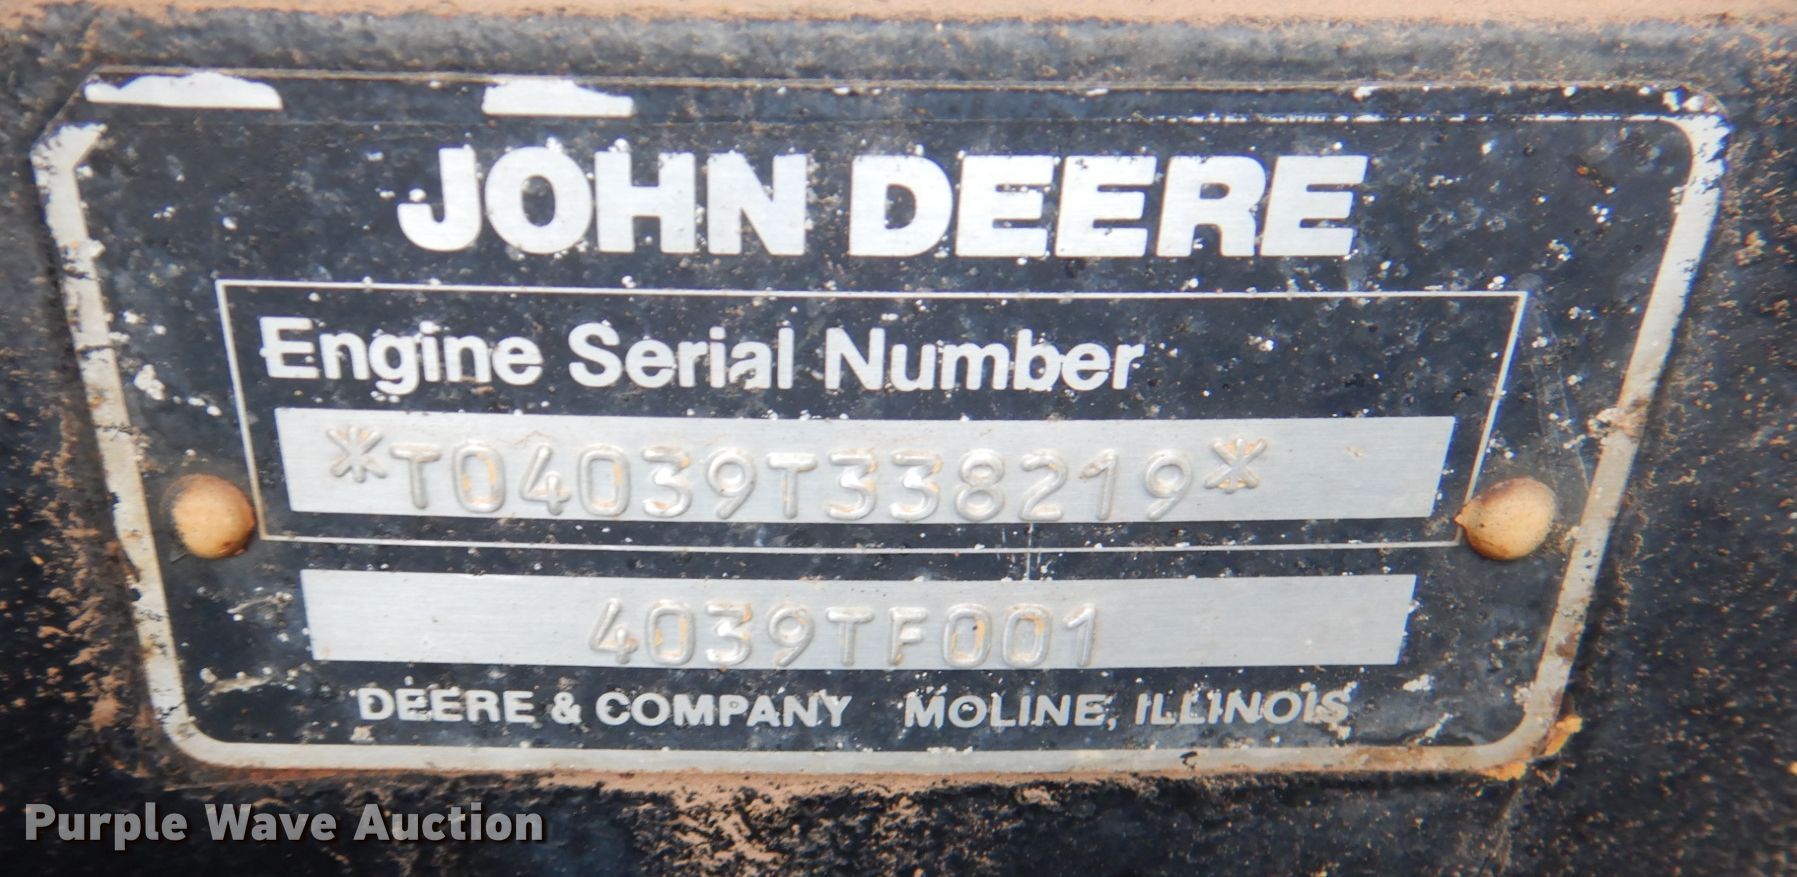 JOHN DEERE
Engine Serial Number
*T04039T338219*
4039TF001
DEERE & COMPANY MOLINE, ILLINOIS
Purple Wave Auction